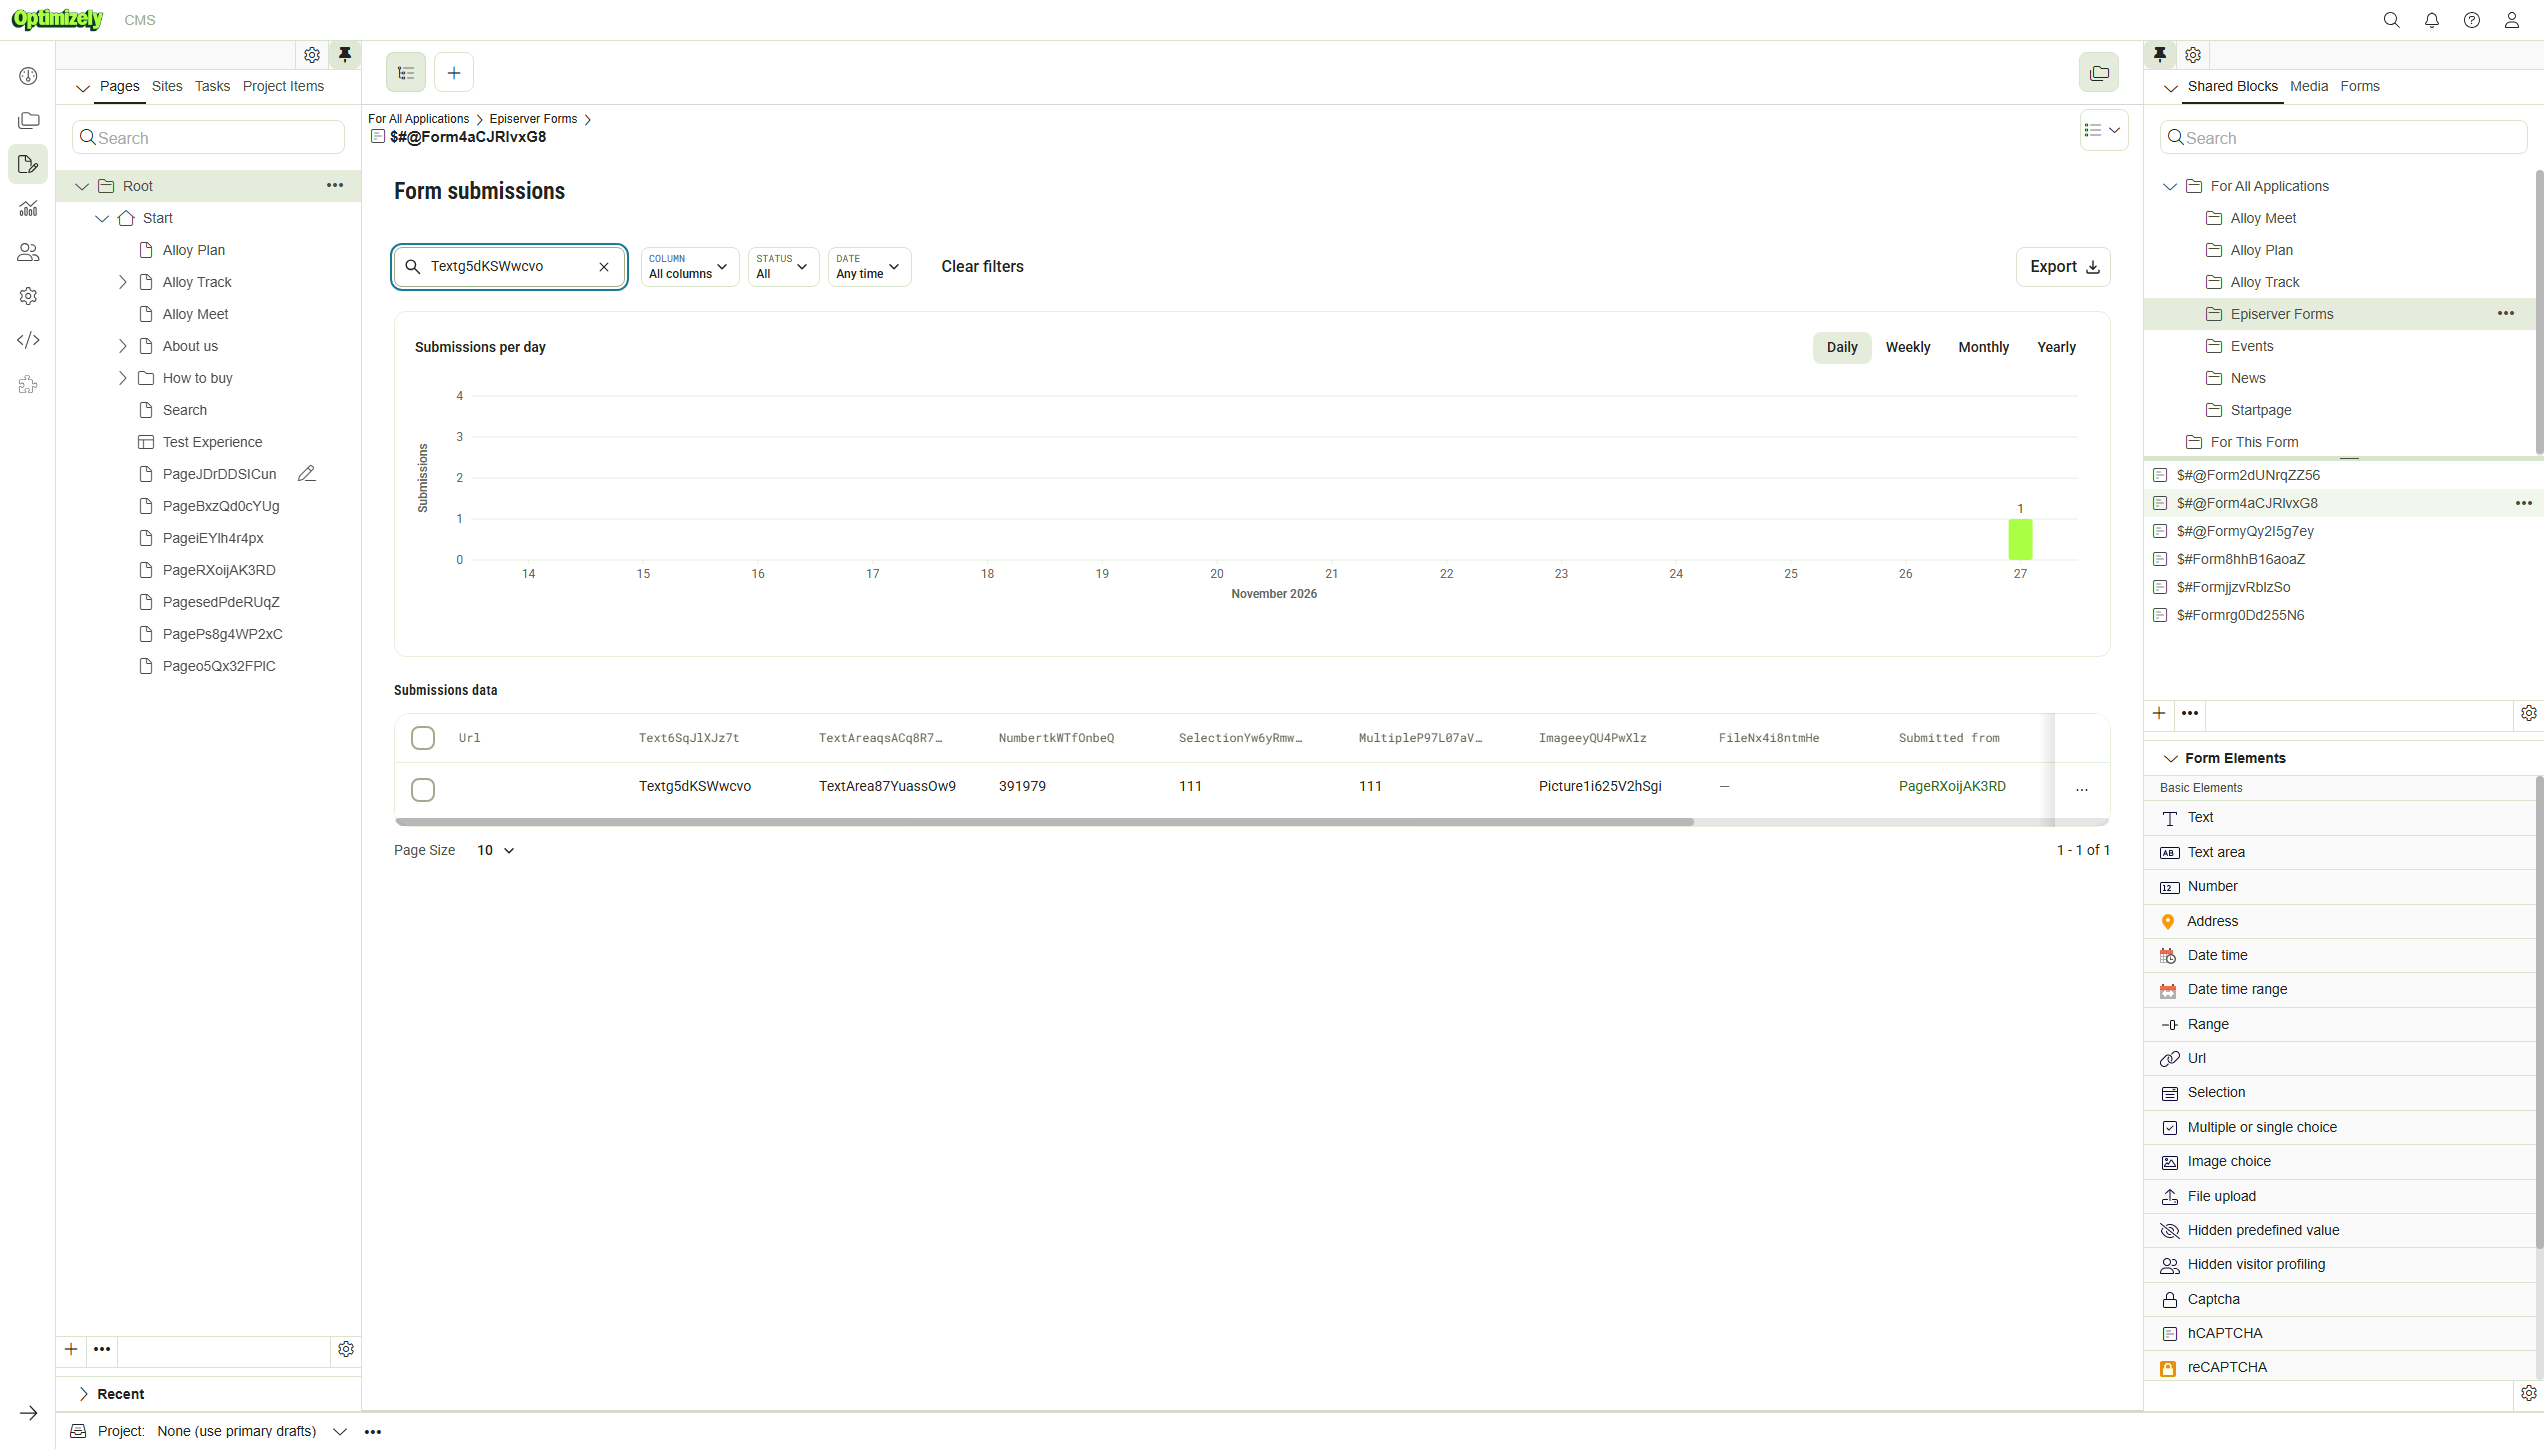 Optimizely CMS
Pages Sites Tasks Project Items
Search
Root
Start
Alloy Plan
Alloy Track
Alloy Meet
About us
How to buy
Search
Test Experience
PageJDrDDSICun
PageBxzQd0cYUg
PageiEYlh4r4px
PageRXoijAK3RD
PagesedPdeRUqZ
PagePs8g4WP2xC
Pageo5Qx32FPIC
Recent
Project: None (use primary drafts)
For All Applications Episerver Forms
$#@Form4aCJRlvxG8
Form submissions
Textg5dKSWwcvo
COLUMN
All columns
STATUS
All
DATE
Any time
Clear filters
Export
Submissions per day
Daily Weekly Monthly Yearly
Submissions
4
3
2
1
0
1
14 15 16 17 18 19 20 21 22 23 24 25 26 27
November 2026
Submissions data
Url Text6SqJlXJz7t TextAreaqsACq8R7… NumbertkWTfOnbeQ SelectionYw6yRmw… MultipleP97L07aV… ImageeyQU4PwXlz FileNx4i8ntmHe Submitted from
Textg5dKSWwcvo TextArea87YuassOw9 391979 111 111 Picture1i625V2hSgi – PageRXoijAK3RD ...
Page Size 10
1 - 1 of 1
Shared Blocks Media Forms
Search
For All Applications
Alloy Meet
Alloy Plan
Alloy Track
Episerver Forms
Events
News
Startpage
For This Form
$#@Form2dUNrqZZ56
$#@Form4aCJRlvxG8
$#@FormyQy2I5g7ey
$#Form8hhB16aoaZ
$#FormjjzvRblzSo
$#Formrg0Dd255N6
Form Elements
Basic Elements
Text
Text area
Number
Address
Date time
Date time range
Range
Url
Selection
Multiple or single choice
Image choice
File upload
Hidden predefined value
Hidden visitor profiling
Captcha
hCAPTCHA
reCAPTCHA